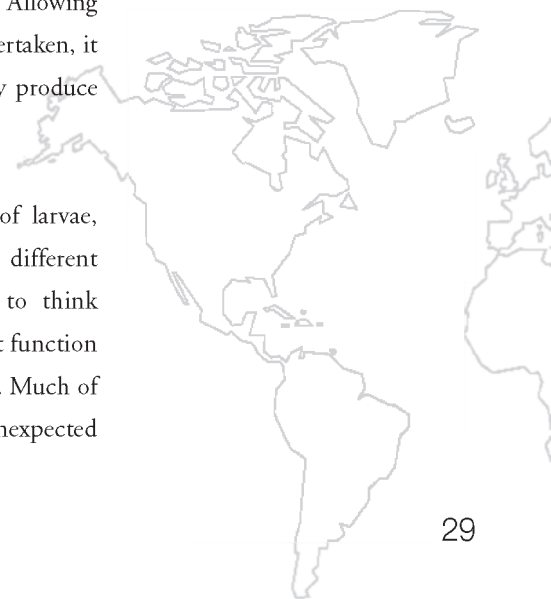 Allowing
ertaken, it
produce
of larvae,
different
to think
function
Much of
nexpected
29